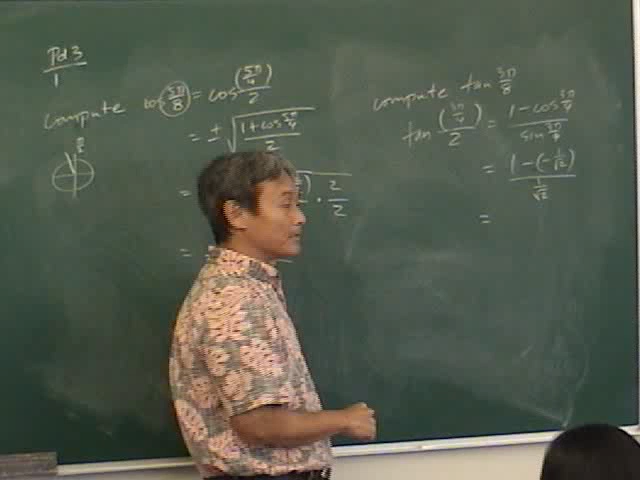 Pd 3
1
compute cos 3π/8 = cos (3π/4)/2
= ± √((1 + cos 3π/4)/2)
= · 2/2
=
compute tan 3π/8
tan (3π/4)/2 = (1 - cos 3π/4)/(sin 3π/4)
= (1 - (-1/√2))/(1/√2)
=